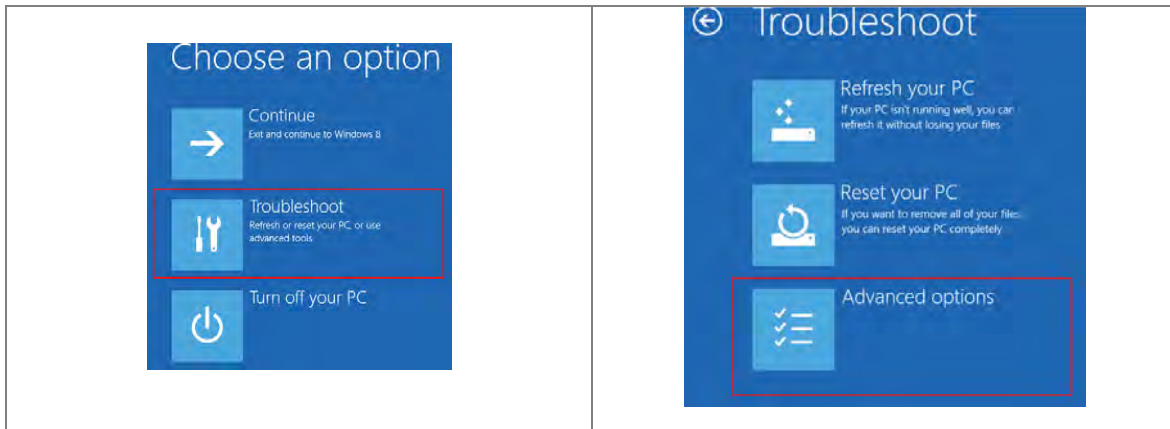 Choose an option
Continue
Exit and continue to Windows 8
Troubleshoot
Refresh or reset your PC, or use
advanced tools
Turn off your PC
Troubleshoot
Refresh your PC
If your PC isn't running well, you can
refresh it without losing your files
Reset your PC
If you want to remove all of your files,
you can reset your PC completely
Advanced options